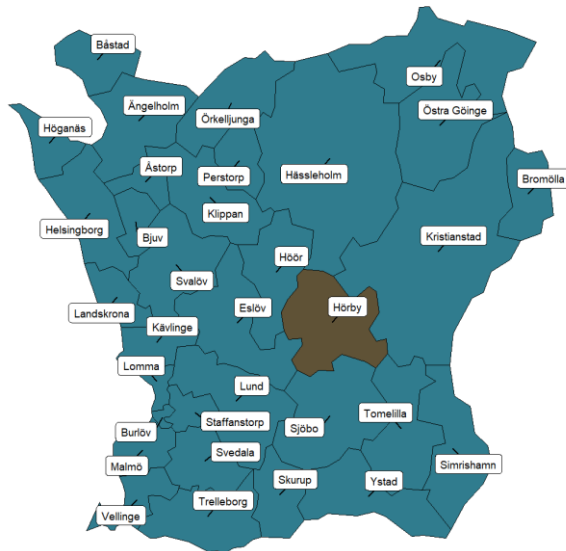 Båstad
Osby
Ängelholm
Östra Göinge
Örkelljunga
Höganäs
Åstorp
Perstorp
Hässleholm
Bromölla
Klippan
Helsingborg
Bjuv
Kristianstad
Höör
Svalöv
Landskrona
Eslöv
Hörby
Kävlinge
Lomma
Lund
Tomelilla
Staffanstorp
Sjöbo
Burlöv
Svedala
Malmö
Simrishamn
Skurup
Ystad
Trelleborg
Vellinge